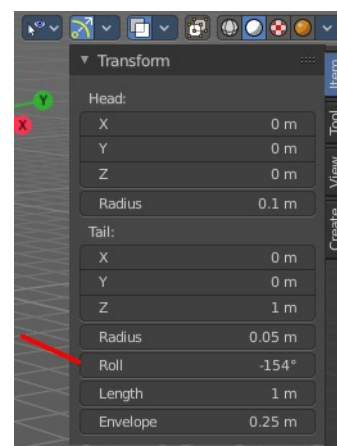 Transform
Head:
X 0 m
Y 0 m
Z 0 m
Radius 0.1 m
Tail:
X 0 m
Y 0 m
Z 1 m
Radius 0.05 m
Roll -154°
Length 1 m
Envelope 0.25 m
Item
Tool
View
Create
Y
X